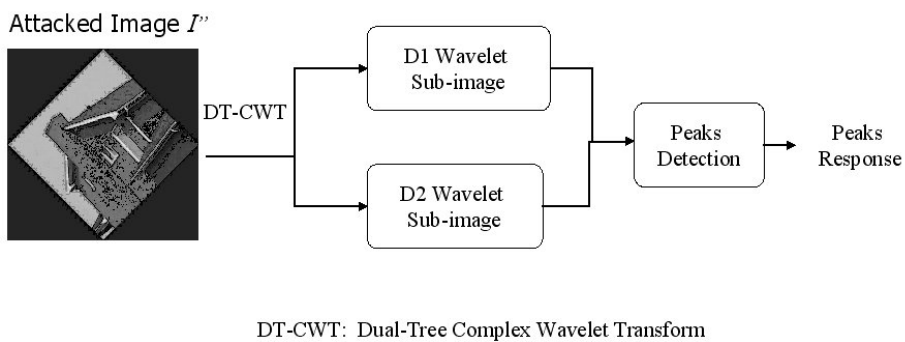 Attacked Image I”
DT-CWT
D1 Wavelet
Sub-image
D2 Wavelet
Sub-image
Peaks
Detection
Peaks
Response
DT-CWT: Dual-Tree Complex Wavelet Transform